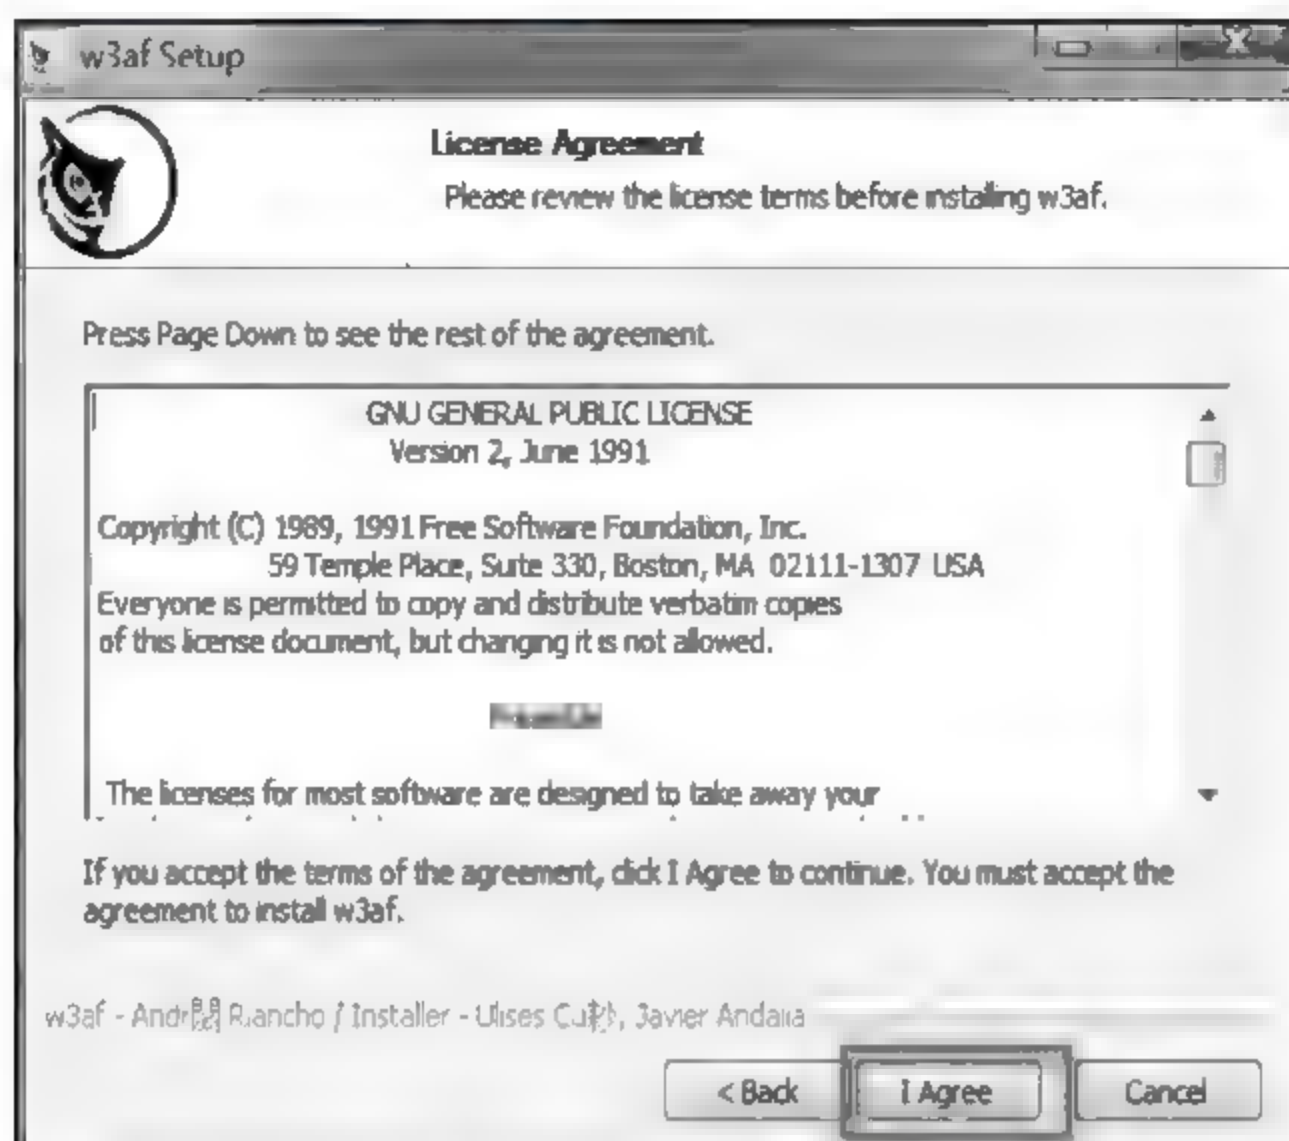 w3af Setup
License Agreement
Please review the license terms before installing w3af.
Press Page Down to see the rest of the agreement.
GNU GENERAL PUBLIC LICENSE
Version 2, June 1991
Copyright (C) 1989, 1991 Free Software Foundation, Inc.
59 Temple Place, Suite 330, Boston, MA 02111-1307 USA
Everyone is permitted to copy and distribute verbatim copies
of this license document, but changing it is not allowed.
The licenses for most software are designed to take away your
If you accept the terms of the agreement, click I Agree to continue. You must accept the
agreement to install w3af.
w3af - Riancho / Installer - Ulises Javier Andalia
< Back
I Agree
Cancel